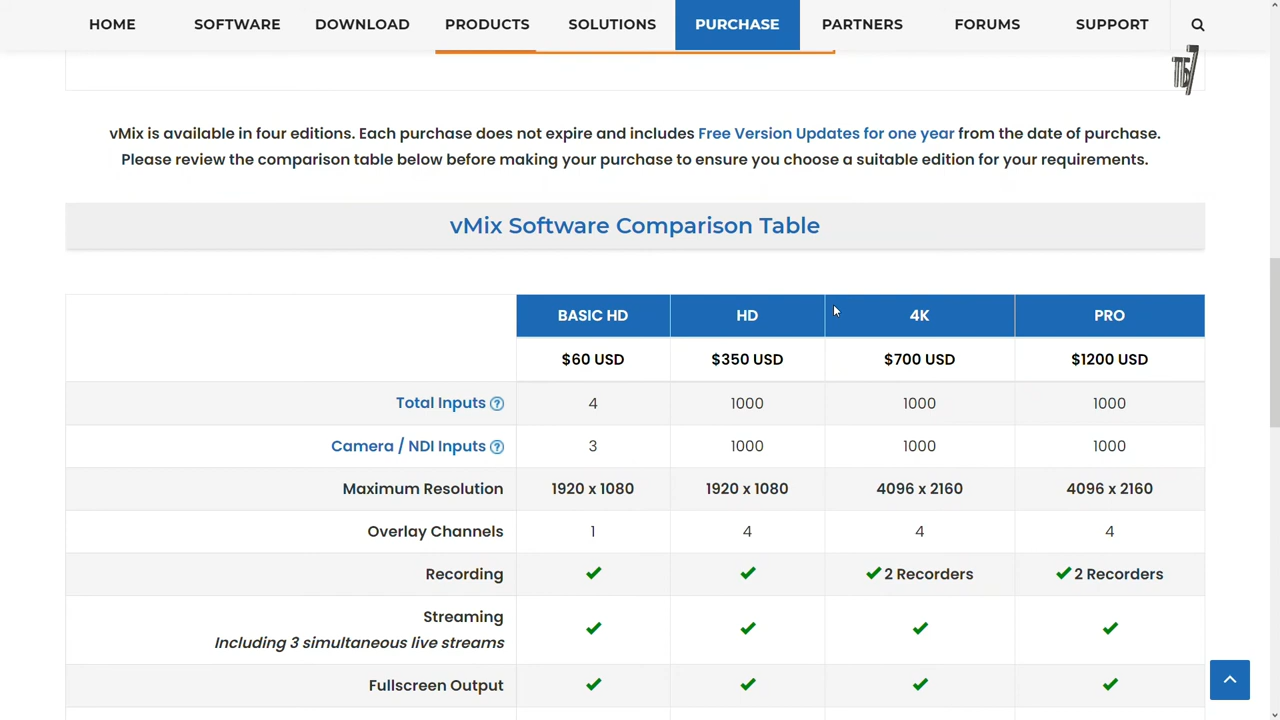 HOME SOFTWARE DOWNLOAD PRODUCTS SOLUTIONS PURCHASE PARTNERS FORUMS SUPPORT
vMix is available in four editions. Each purchase does not expire and includes Free Version Updates for one year from the date of purchase.
Please review the comparison table below before making your purchase to ensure you choose a suitable edition for your requirements.
vMix Software Comparison Table
BASIC HD HD 4K PRO
$60 USD $350 USD $700 USD $1200 USD
Total Inputs ? 4 1000 1000 1000
Camera / NDI Inputs ? 3 1000 1000 1000
Maximum Resolution 1920 x 1080 1920 x 1080 4096 x 2160 4096 x 2160
Overlay Channels 1 4 4 4
Recording ✔ ✔ ✔ 2 Recorders ✔ 2 Recorders
Streaming
Including 3 simultaneous live streams ✔ ✔ ✔ ✔
Fullscreen Output ✔ ✔ ✔ ✔